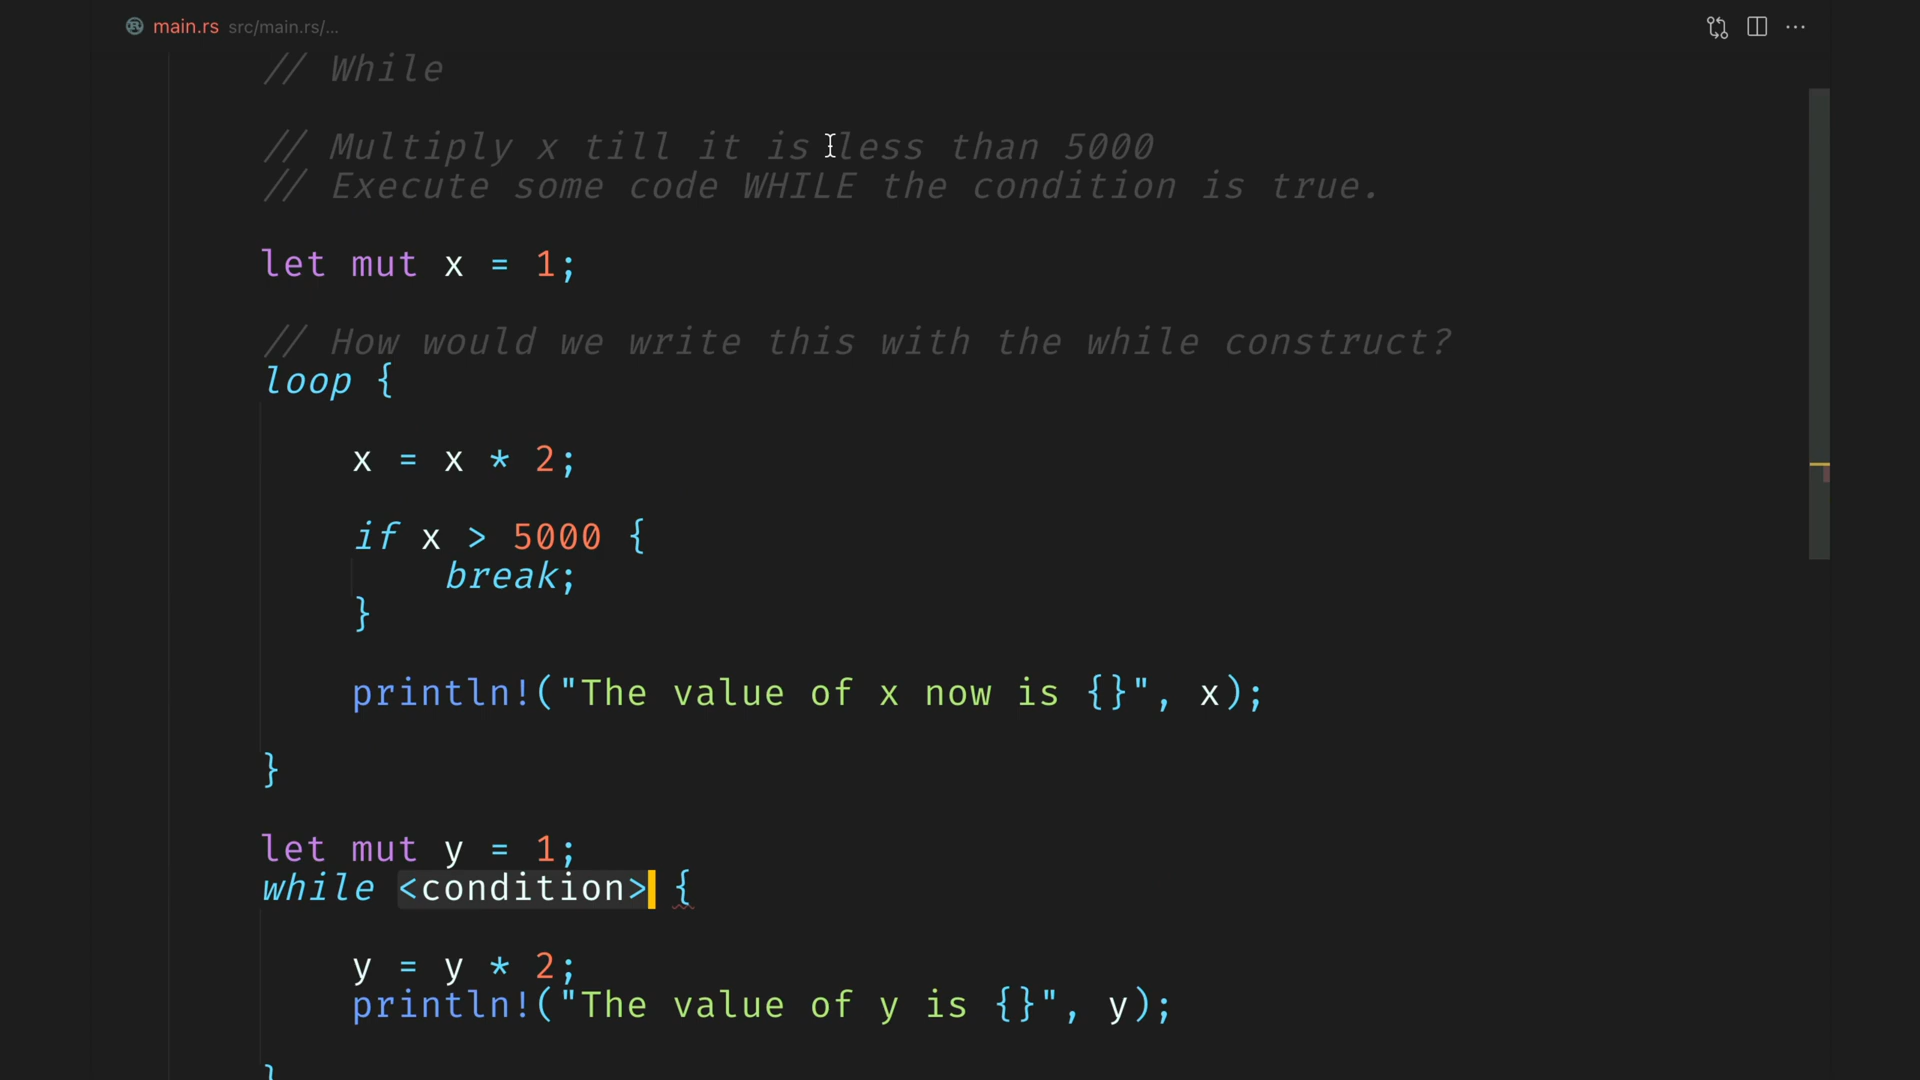 main.rs src/main.rs/...
// While
// Multiply x till it is less than 5000
// Execute some code WHILE the condition is true.
let mut x = 1;
// How would we write this with the while construct?
loop {
x = x * 2;
if x > 5000 {
break;
}
println!("The value of x now is {}", x);
}
let mut y = 1;
while <condition> {
y = y * 2;
println!("The value of y is {}", y);
}